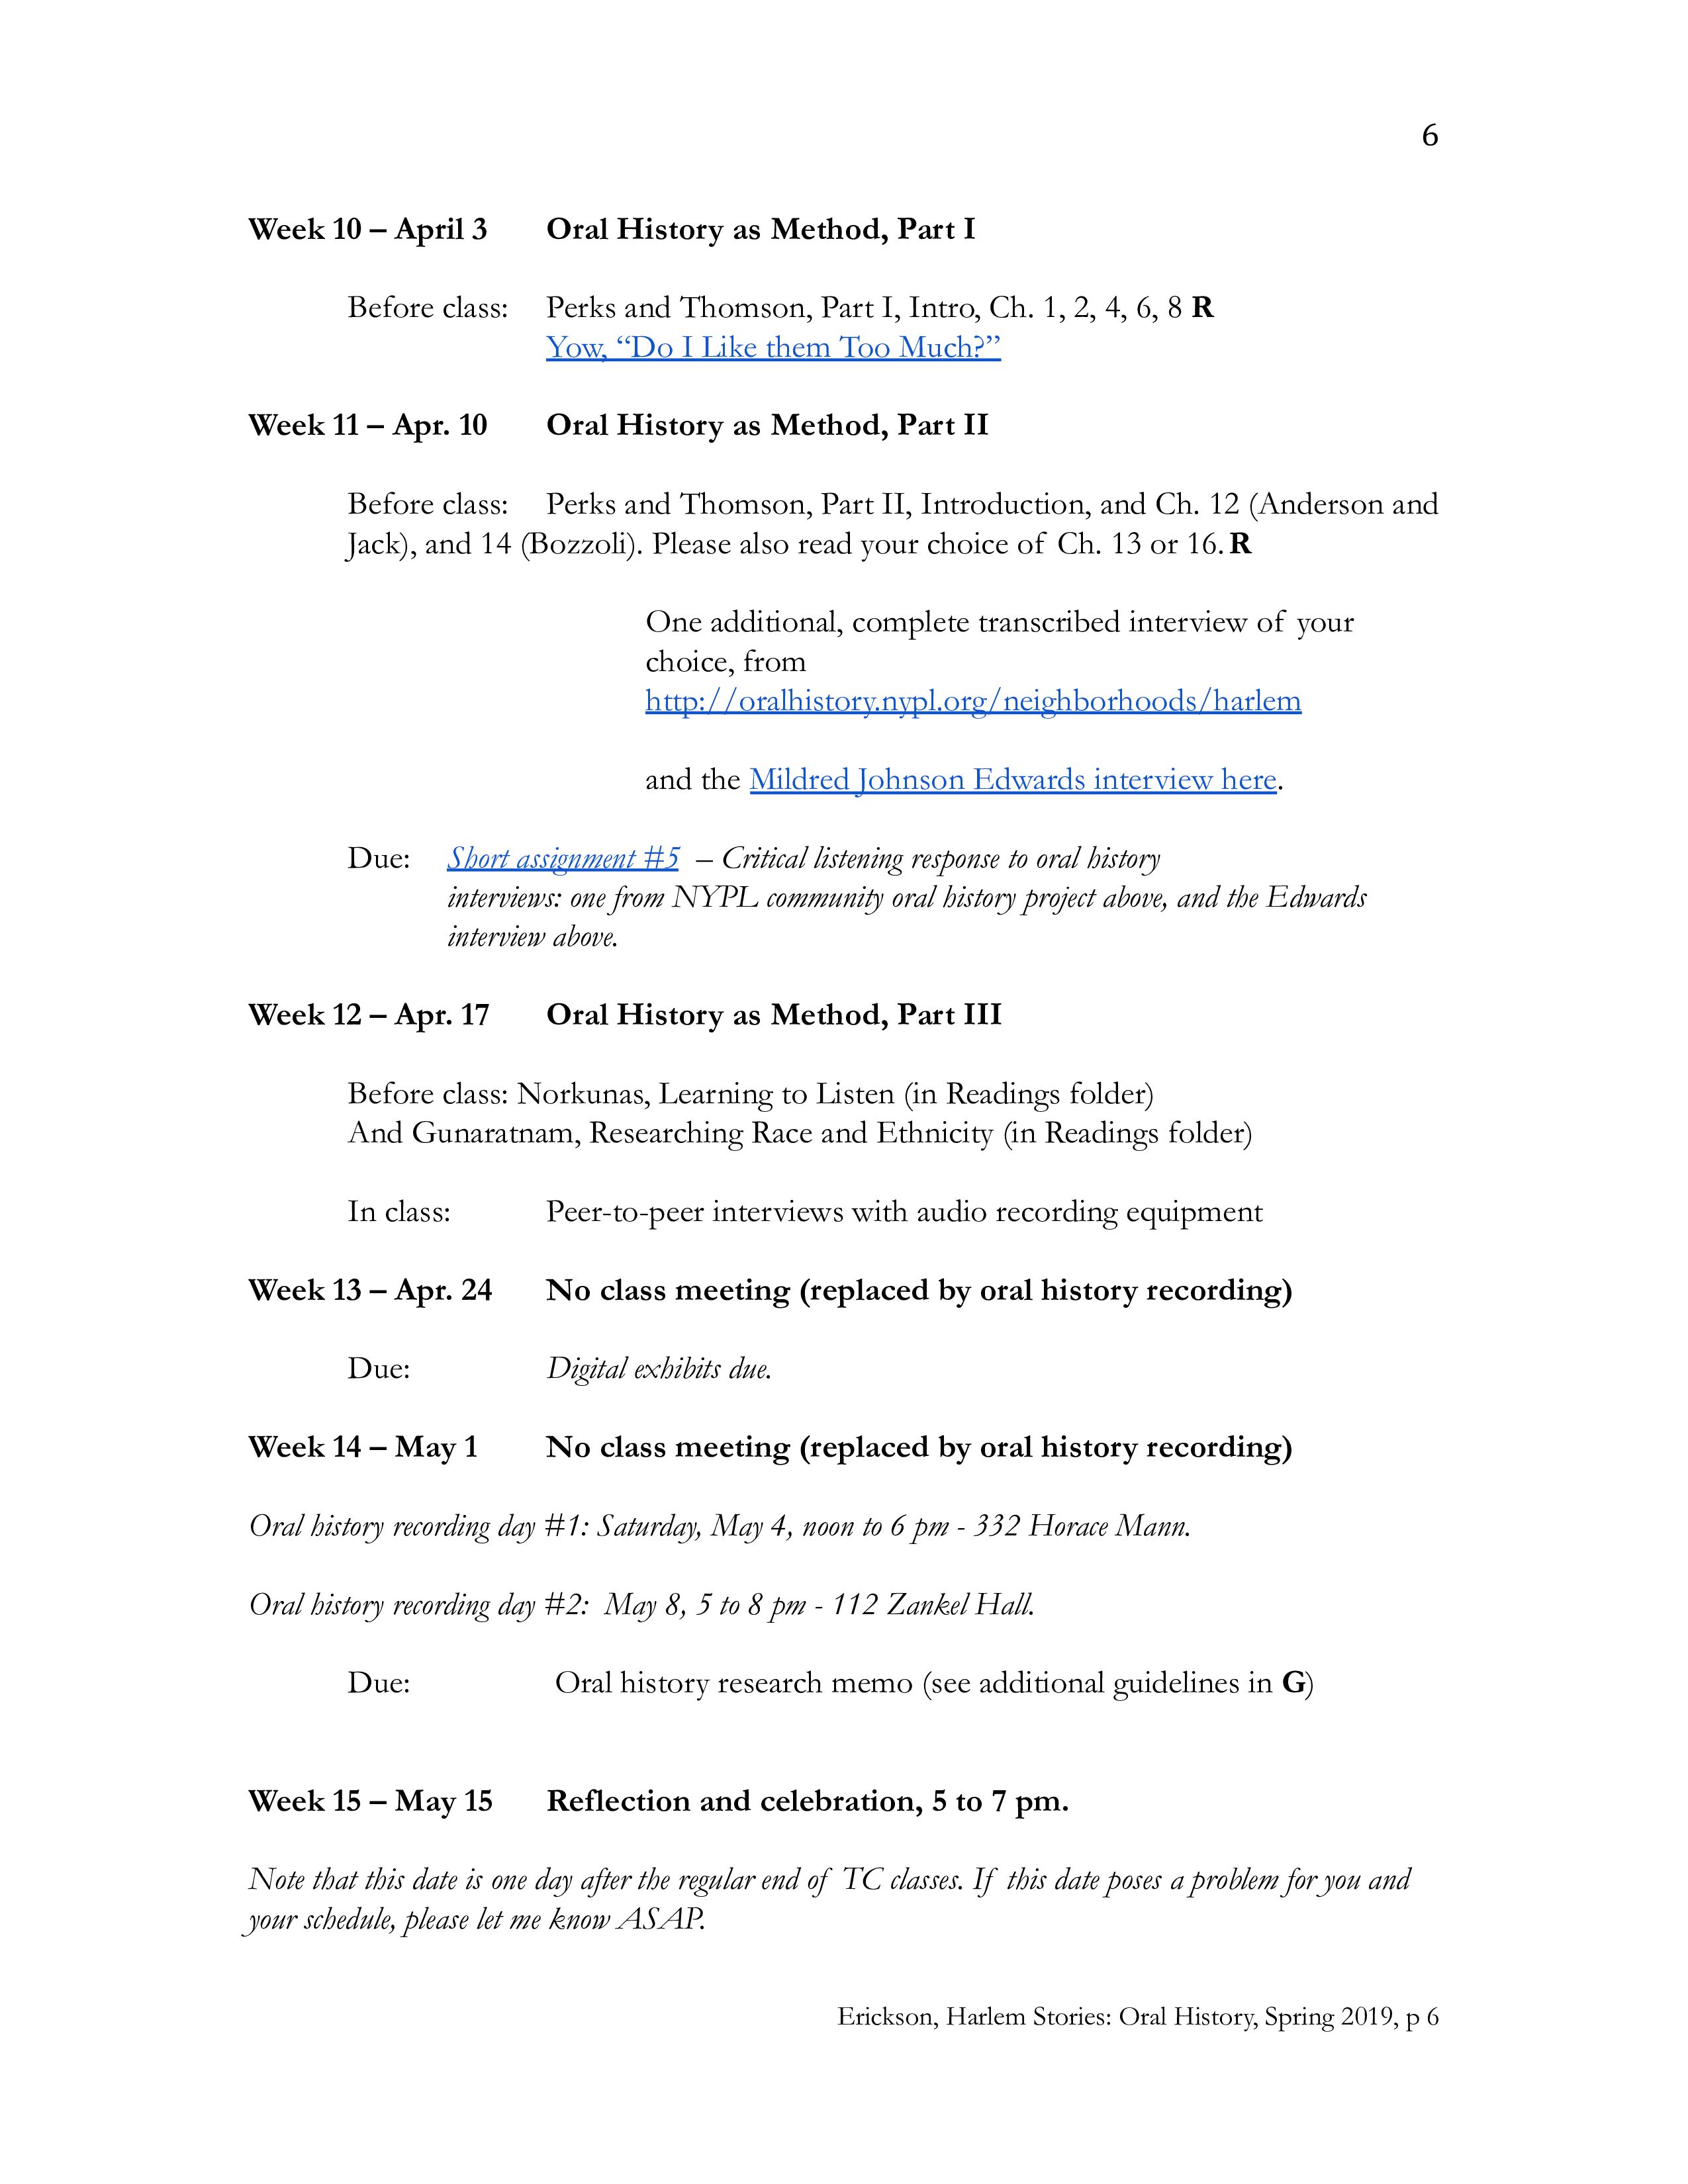 6
Week 10 – April 3 Oral History as Method, Part I
Before class: Perks and Thomson, Part I, Intro, Ch. 1, 2, 4, 6, 8 R
Yow, “Do I Like them Too Much?”
Week 11 – Apr. 10 Oral History as Method, Part II
Before class: Perks and Thomson, Part II, Introduction, and Ch. 12 (Anderson and
Jack), and 14 (Bozzoli). Please also read your choice of Ch. 13 or 16. R
One additional, complete transcribed interview of your
choice, from
http://oralhistory.nypl.org/neighborhoods/harlem
and the Mildred Johnson Edwards interview here.
Due: Short assignment #5 – Critical listening response to oral history
interviews: one from NYPL community oral history project above, and the Edwards
interview above.
Week 12 – Apr. 17 Oral History as Method, Part III
Before class: Norkunas, Learning to Listen (in Readings folder)
And Gunaratnam, Researching Race and Ethnicity (in Readings folder)
In class: Peer-to-peer interviews with audio recording equipment
Week 13 – Apr. 24 No class meeting (replaced by oral history recording)
Due: Digital exhibits due.
Week 14 – May 1 No class meeting (replaced by oral history recording)
Oral history recording day #1: Saturday, May 4, noon to 6 pm - 332 Horace Mann.
Oral history recording day #2: May 8, 5 to 8 pm - 112 Zankel Hall.
Due: Oral history research memo (see additional guidelines in G)
Week 15 – May 15 Reflection and celebration, 5 to 7 pm.
Note that this date is one day after the regular end of TC classes. If this date poses a problem for you and
your schedule, please let me know ASAP.
Erickson, Harlem Stories: Oral History, Spring 2019, p 6